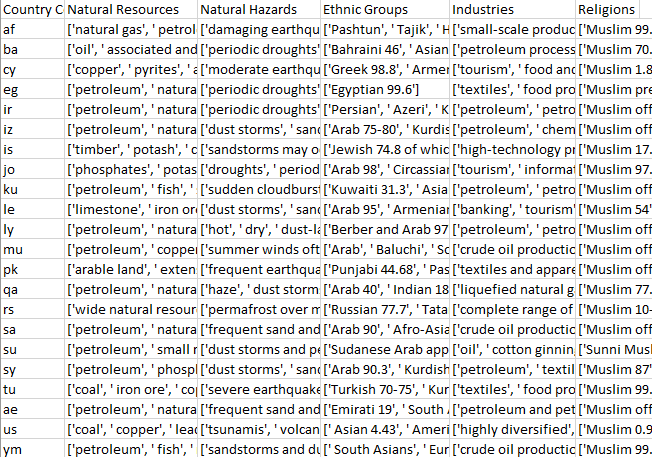 Country C Natural Resources Natural Hazards Ethnic Groups Industries Religions
af ['natural gas', ' petrol ['damaging earthqu ['Pashtun', ' Tajik', ' H ['small-scale produc ['Muslim 99.
ba ['oil', ' associated and ['periodic droughts' ['Bahraini 46', ' Asian ['petroleum process ['Muslim 70.
cy ['copper', ' pyrites', ' a ['moderate earthqu ['Greek 98.8', ' Armer ['tourism', ' food and ['Muslim 1.8
eg ['petroleum', ' natura ['periodic droughts' ['Egyptian 99.6'] ['textiles', ' food pro ['Muslim pre
ir ['petroleum', ' natura ['periodic droughts' ['Persian', ' Azeri', ' K ['petroleum', ' petro ['Muslim off
iz ['petroleum', ' natura ['dust storms', ' sand ['Arab 75-80', ' Kurdis ['petroleum', ' chem ['Muslim off
is ['timber', ' potash', ' c ['sandstorms may o ['Jewish 74.8 of whic ['high-technology pr ['Muslim 17.
jo ['phosphates', ' potas ['droughts', ' period ['Arab 98', ' Circassiar ['tourism', ' informat ['Muslim 97.
ku ['petroleum', ' fish', ' ['sudden cloudburst ['Kuwaiti 31.3', ' Asia ['petroleum', ' petro ['Muslim off
le ['limestone', ' iron or ['dust storms', ' sand ['Arab 95', ' Armeniar ['banking', ' tourism' ['Muslim 54'
ly ['petroleum', ' natura ['hot', ' dry', ' dust-la ['Berber and Arab 97 ['petroleum', ' petro ['Muslim off
mu ['petroleum', ' coppe ['summer winds oft ['Arab', ' Baluchi', ' Sc ['crude oil productic ['Muslim off
pk ['arable land', ' exten ['frequent earthqua ['Punjabi 44.68', ' Pas ['textiles and appare ['Muslim off
qa ['petroleum', ' natura ['haze', ' dust storm ['Arab 40', ' Indian 18 ['liquefied natural g ['Muslim 77.
rs ['wide natural resour ['permafrost over m ['Russian 77.7', ' Tata ['complete range of ['Muslim 10-
sa ['petroleum', ' natura ['frequent sand and ['Arab 90', ' Afro-Asia ['crude oil productic ['Muslim off
su ['petroleum', ' small r ['dust storms and pe ['Sudanese Arab app ['oil', ' cotton ginnin ['Sunni Musl
sy ['petroleum', ' phosp ['dust storms', ' sand ['Arab 90.3', ' Kurdish ['petroleum', ' textil ['Muslim 87'
tu ['coal', ' iron ore', ' co ['severe earthquake ['Turkish 70-75', ' Kur ['textiles', ' food pro ['Muslim 99.
ae ['petroleum', ' natura ['frequent sand and ['Emirati 19', ' South ['petroleum and pet ['Muslim off
us ['coal', ' copper', ' lead ['tsunamis', ' volcan [' Asian 4.43', ' Ameri ['highly diversified', ['Muslim 0.9
ym ['petroleum', ' fish', ' ['sandstorms and du [' South Asians', ' Eur ['crude oil productic ['Muslim 99.